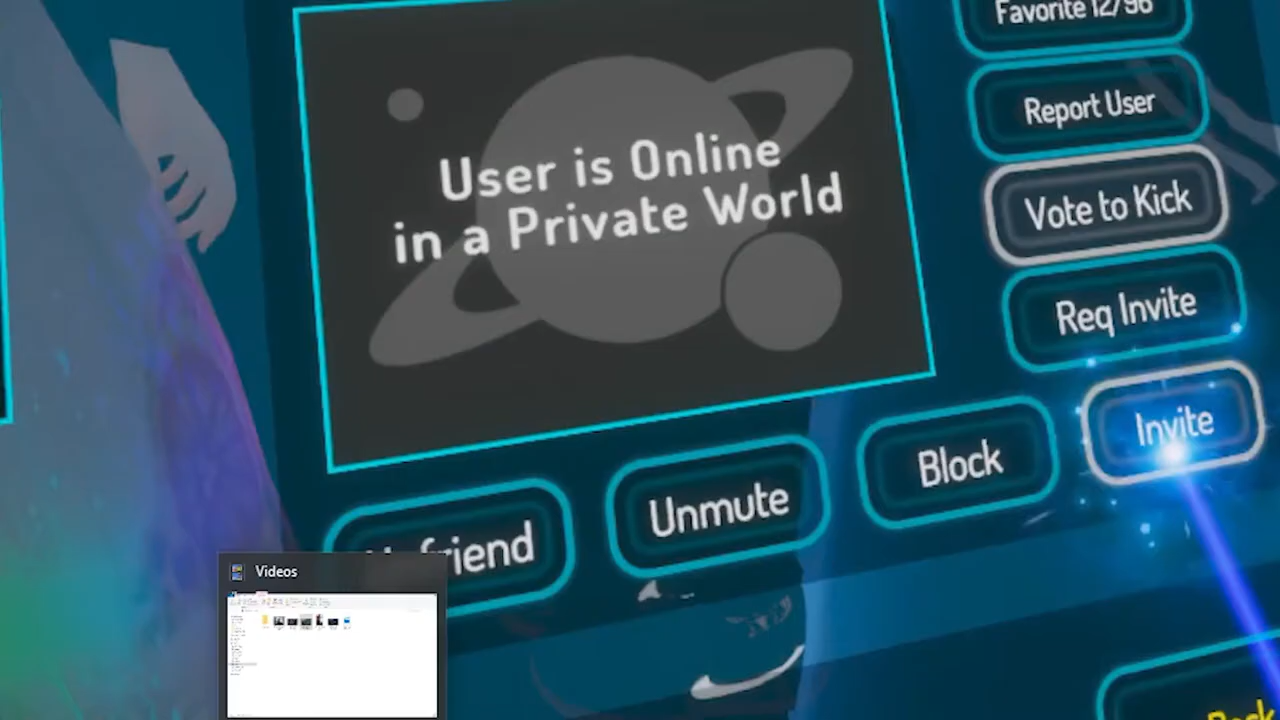 Favorite 12/96
Report User
User is Online
in a Private World
Vote to Kick
Req Invite
Invite
Block
Unmute
friend
Videos